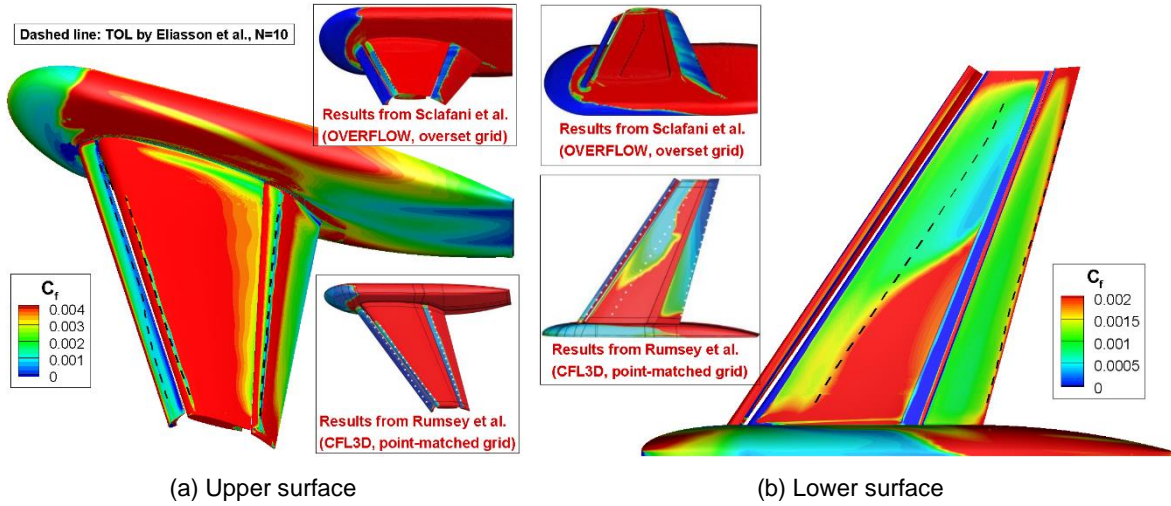 Dashed line: TOL by Eliasson et al., N=10
Results from Sclafani et al.
(OVERFLOW, overset grid)
C_f
0.004
0.003
0.002
0.001
0
Results from Rumsey et al.
(CFL3D, point-matched grid)
(a) Upper surface
Results from Sclafani et al.
(OVERFLOW, overset grid)
Results from Rumsey et al.
(CFL3D, point-matched grid)
C_f
0.002
0.0015
0.001
0.0005
0
(b) Lower surface